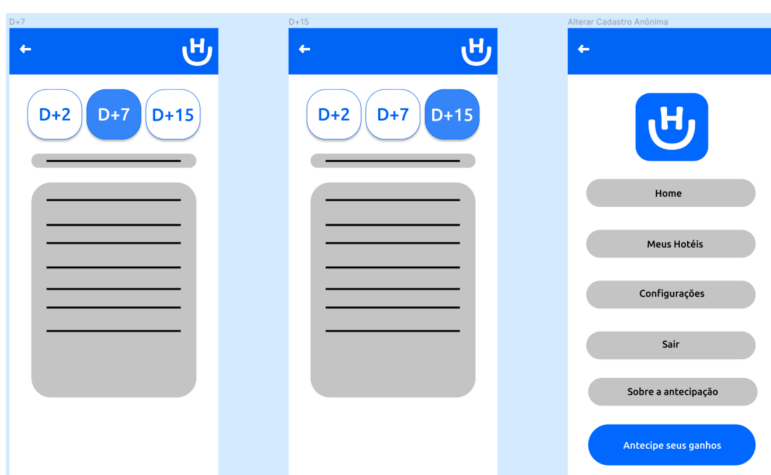 D+7
D+15
Alterar Cadastro Anônima
H
H
D+2
D+7
D+15
D+2
D+7
D+15
H
Home
Meus Hotéis
Configurações
Sair
Sobre a antecipação
Antecipe seus ganhos